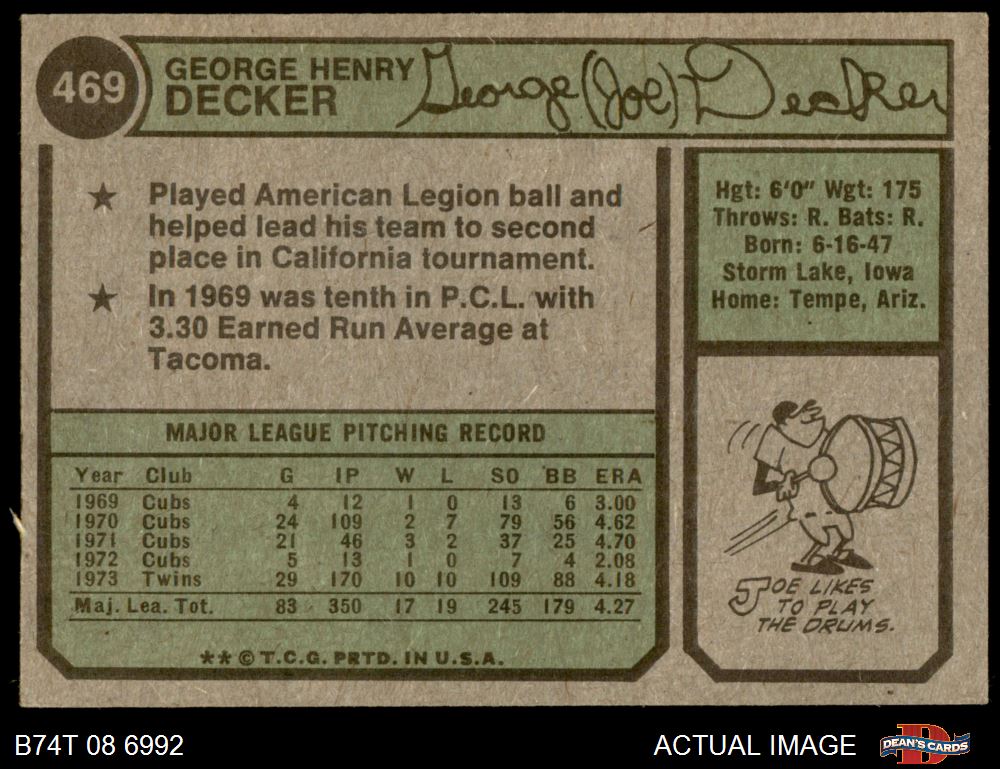 469
GEORGE HENRY
DECKER
George (Joe) Decker
★ Played American Legion ball and
helped lead his team to second
place in California tournament.
★ In 1969 was tenth in P.C.L. with
3.30 Earned Run Average at
Tacoma.
Hgt: 6'0" Wgt: 175
Throws: R. Bats: R.
Born: 6-16-47
Storm Lake, Iowa
Home: Tempe, Ariz.
MAJOR LEAGUE PITCHING RECORD
Year Club G IP W L SO BB ERA
1969 Cubs 4 12 1 0 13 6 3.00
1970 Cubs 24 109 2 7 79 56 4.62
1971 Cubs 21 46 3 2 37 25 4.70
1972 Cubs 5 13 1 0 7 4 2.08
1973 Twins 29 170 10 10 109 88 4.18
Maj. Lea. Tot. 83 350 17 19 245 179 4.27
** © T.C.G. PRTD. IN U.S.A.
JOE LIKES
TO PLAY
THE DRUMS.
B74T 08 6992
ACTUAL IMAGE
D
DEAN'S CARDS